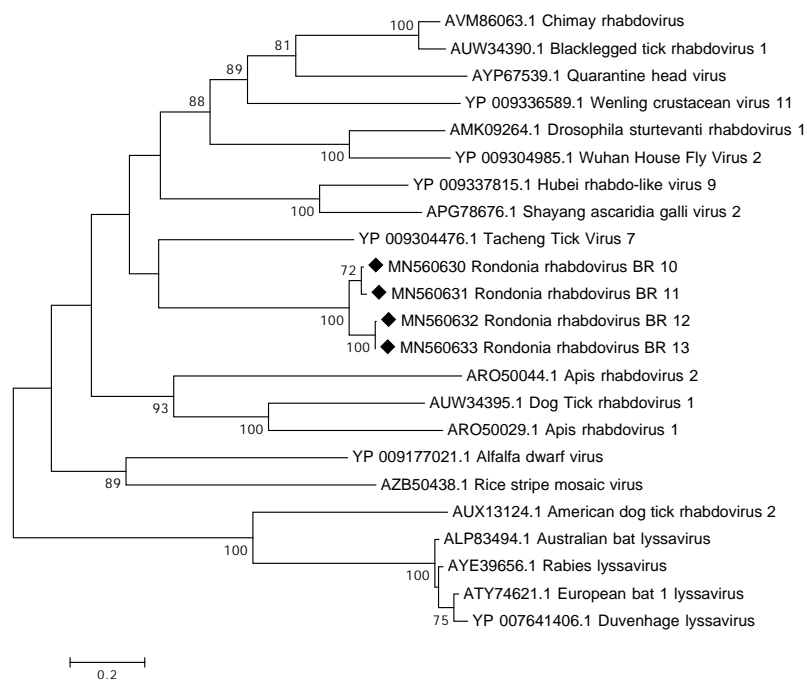 100
AVM86063.1 Chimay rhabdovirus
81
AUW34390.1 Blacklegged tick rhabdovirus 1
89
AYP67539.1 Quarantine head virus
88
YP 009336589.1 Wenling crustacean virus 11
AMK09264.1 Drosophila sturtevanti rhabdovirus 1
100
YP 009304985.1 Wuhan House Fly Virus 2
YP 009337815.1 Hubei rhabdo-like virus 9
100
APG78676.1 Shayang ascaridia galli virus 2
YP 009304476.1 Tacheng Tick Virus 7
72
MN560630 Rondonia rhabdovirus BR 10
MN560631 Rondonia rhabdovirus BR 11
100
MN560632 Rondonia rhabdovirus BR 12
100
MN560633 Rondonia rhabdovirus BR 13
ARO50044.1 Apis rhabdovirus 2
93
AUW34395.1 Dog Tick rhabdovirus 1
100
ARO50029.1 Apis rhabdovirus 1
YP 009177021.1 Alfalfa dwarf virus
89
AZB50438.1 Rice stripe mosaic virus
AUX13124.1 American dog tick rhabdovirus 2
100
ALP83494.1 Australian bat lyssavirus
100
AYE39656.1 Rabies lyssavirus
ATY74621.1 European bat 1 lyssavirus
75
YP 007641406.1 Duvenhage lyssavirus
0.2